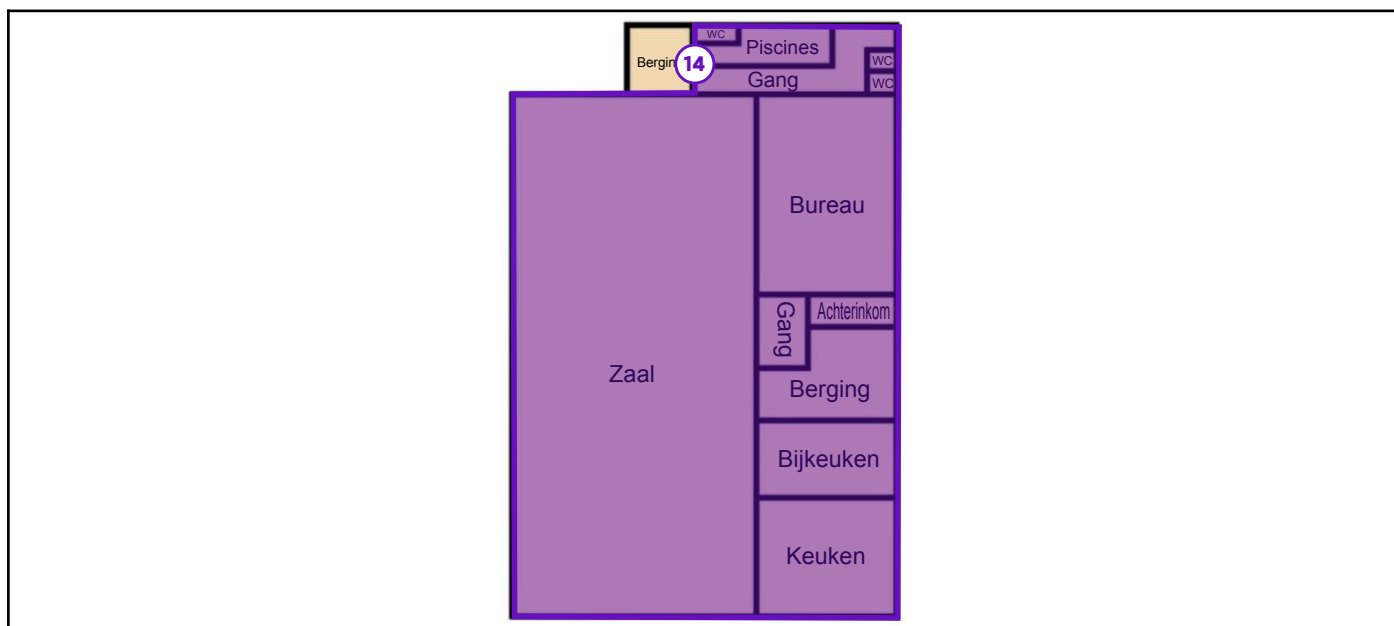 WC
Piscines
Bergin
14
WC
Gang
WC
Bureau
Gang
Achterinkom
Zaal
Berging
Bijkeuken
Keuken